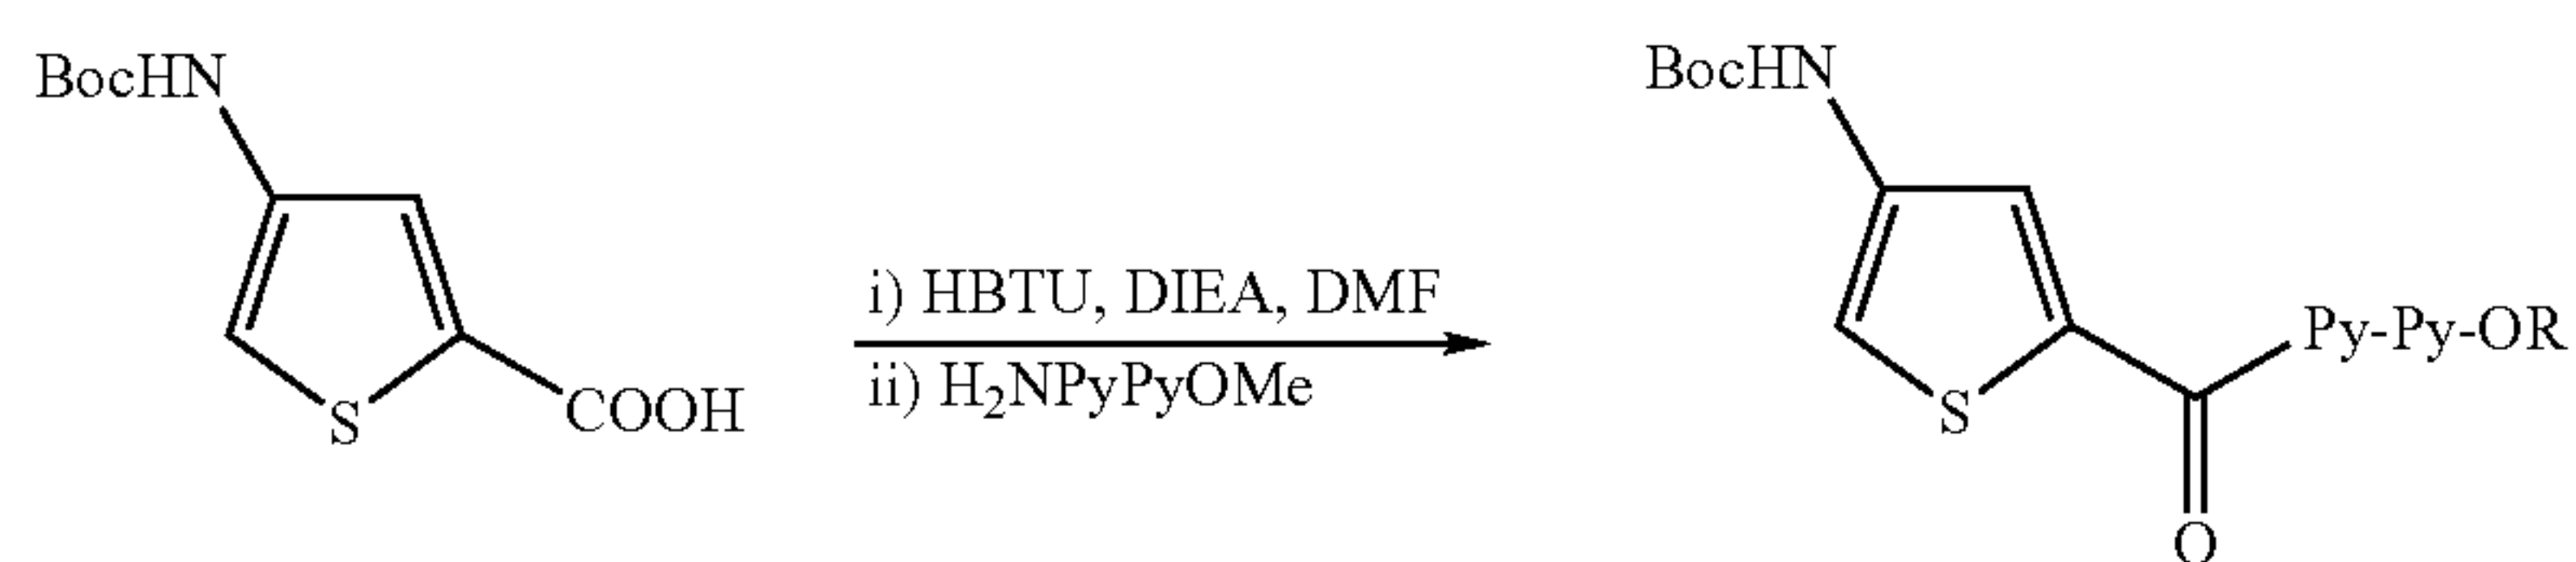 BocHN
S
COOH
i) HBTU, DIEA, DMF
ii) H₂NPyPyOMe
BocHN
S
Py-Py-OR
O